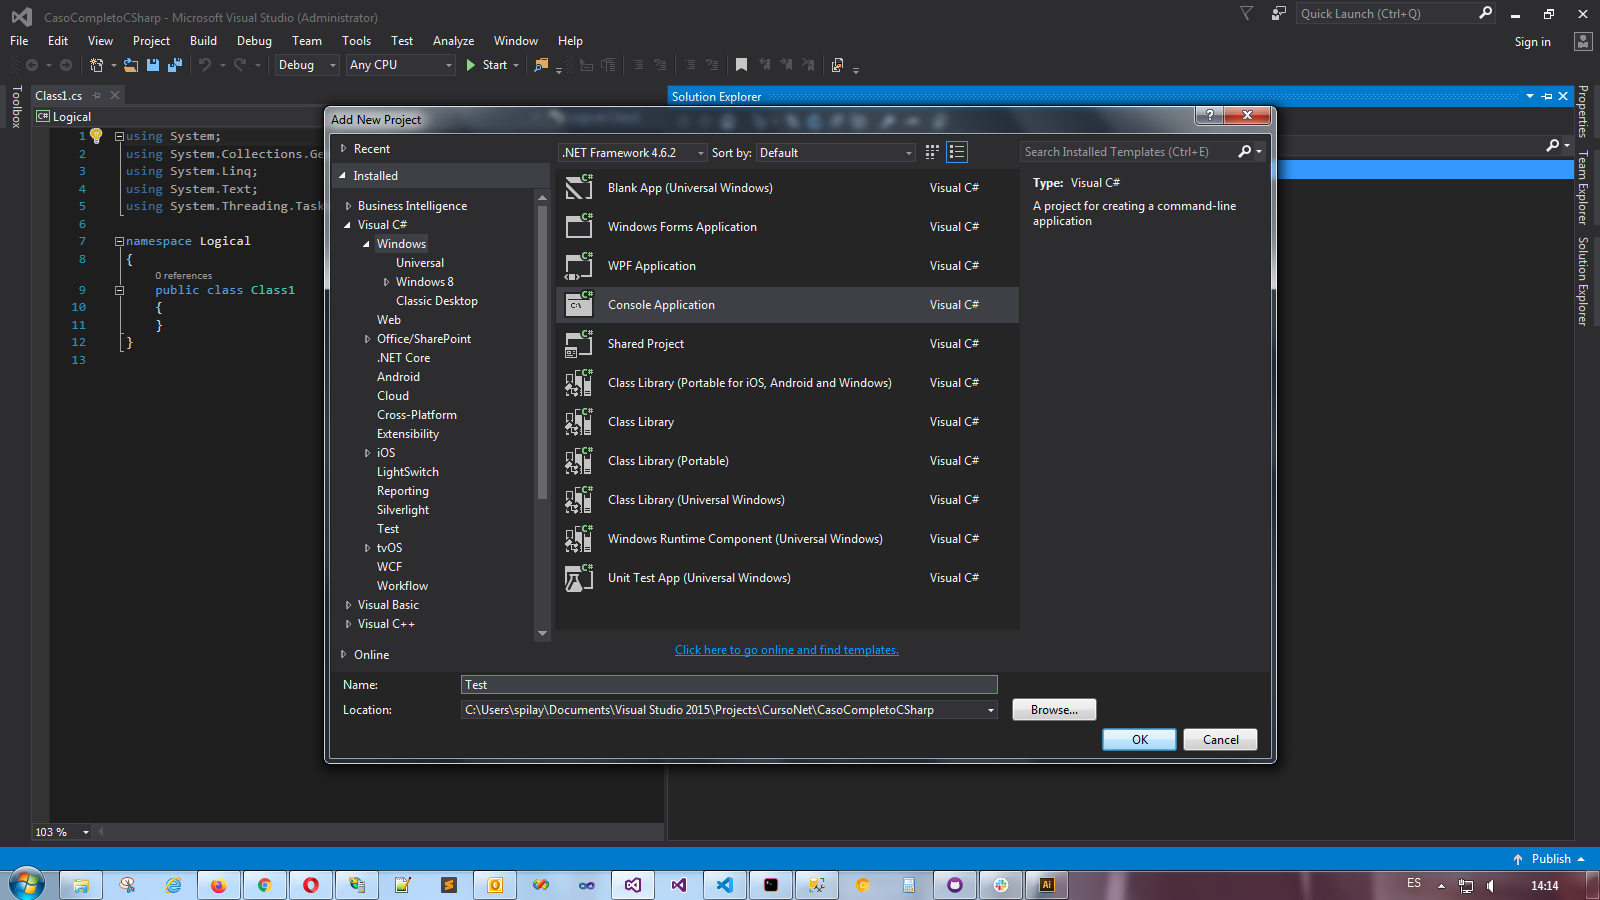 CasoCompletoCSharp - Microsoft Visual Studio (Administrator)
Quick Launch (Ctrl+Q)
File Edit View Project Build Debug Team Tools Test Analyze Window Help
Sign in
Debug Any CPU Start
Toolbox
Class1.cs
Logical
1 using System;
2 using System.Collections.Ge
3 using System.Linq;
4 using System.Text;
5 using System.Threading.Task
6
7 namespace Logical
8 {
0 references
9 public class Class1
10 {
11 }
12 }
13
103 %
Solution Explorer
Properties
Team Explorer
Solution Explorer
Add New Project
Recent
Installed
Business Intelligence
Visual C#
Windows
Universal
Windows 8
Classic Desktop
Web
Office/SharePoint
.NET Core
Android
Cloud
Cross-Platform
Extensibility
iOS
LightSwitch
Reporting
Silverlight
Test
tvOS
WCF
Workflow
Visual Basic
Visual C++
Online
.NET Framework 4.6.2 Sort by: Default
Search Installed Templates (Ctrl+E)
Blank App (Universal Windows) Visual C#
Windows Forms Application Visual C#
WPF Application Visual C#
Console Application Visual C#
Shared Project Visual C#
Class Library (Portable for iOS, Android and Windows) Visual C#
Class Library Visual C#
Class Library (Portable) Visual C#
Class Library (Universal Windows) Visual C#
Windows Runtime Component (Universal Windows) Visual C#
Unit Test App (Universal Windows) Visual C#
Type: Visual C#
A project for creating a command-line
application
Click here to go online and find templates.
Name: Test
Location: C:\Users\spilay\Documents\Visual Studio 2015\Projects\CursoNet\CasoCompletoCSharp
Browse...
OK Cancel
Publish
Ai
ES
14:14